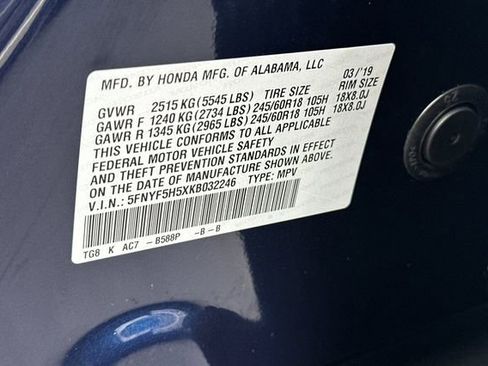 MFD. BY HONDA MFG. OF ALABAMA, LLC 03/'19
GVWR 2515 KG (5545 LBS) TIRE SIZE RIM SIZE
GAWR F 1240 KG (2734 LBS) 245/60R18 105H 18X8.0J
GAWR R 1345 KG (2965 LBS) 245/60R18 105H 18X8.0J
THIS VEHICLE CONFORMS TO ALL APPLICABLE
FEDERAL MOTOR VEHICLE SAFETY
AND THEFT PREVENTION STANDARDS IN EFFECT
ON THE DATE OF MANUFACTURE SHOWN ABOVE.
V.I.N.: 5FNYF5H5XKB032246 TYPE: MPV
TG8 K AC7 -B588P -B-B